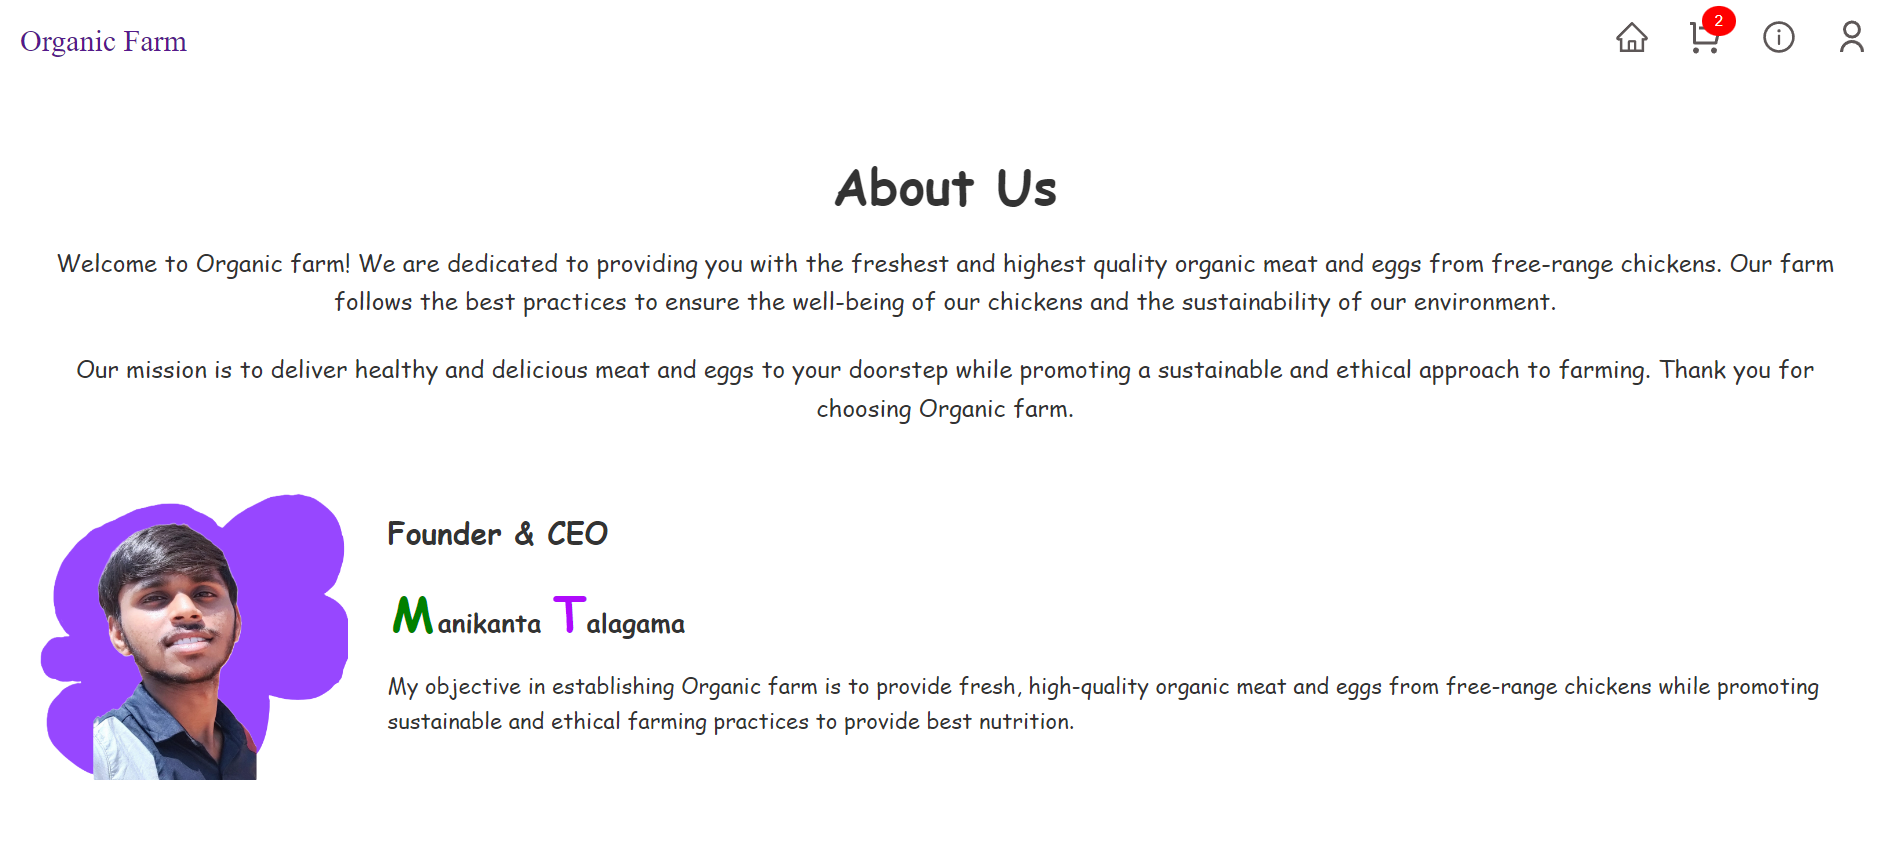 Organic Farm
2
About Us
Welcome to Organic farm! We are dedicated to providing you with the freshest and highest quality organic meat and eggs from free-range chickens. Our farm
follows the best practices to ensure the well-being of our chickens and the sustainability of our environment.
Our mission is to deliver healthy and delicious meat and eggs to your doorstep while promoting a sustainable and ethical approach to farming. Thank you for
choosing Organic farm.
Founder & CEO
Manikanta Talagama
My objective in establishing Organic farm is to provide fresh, high-quality organic meat and eggs from free-range chickens while promoting
sustainable and ethical farming practices to provide best nutrition.